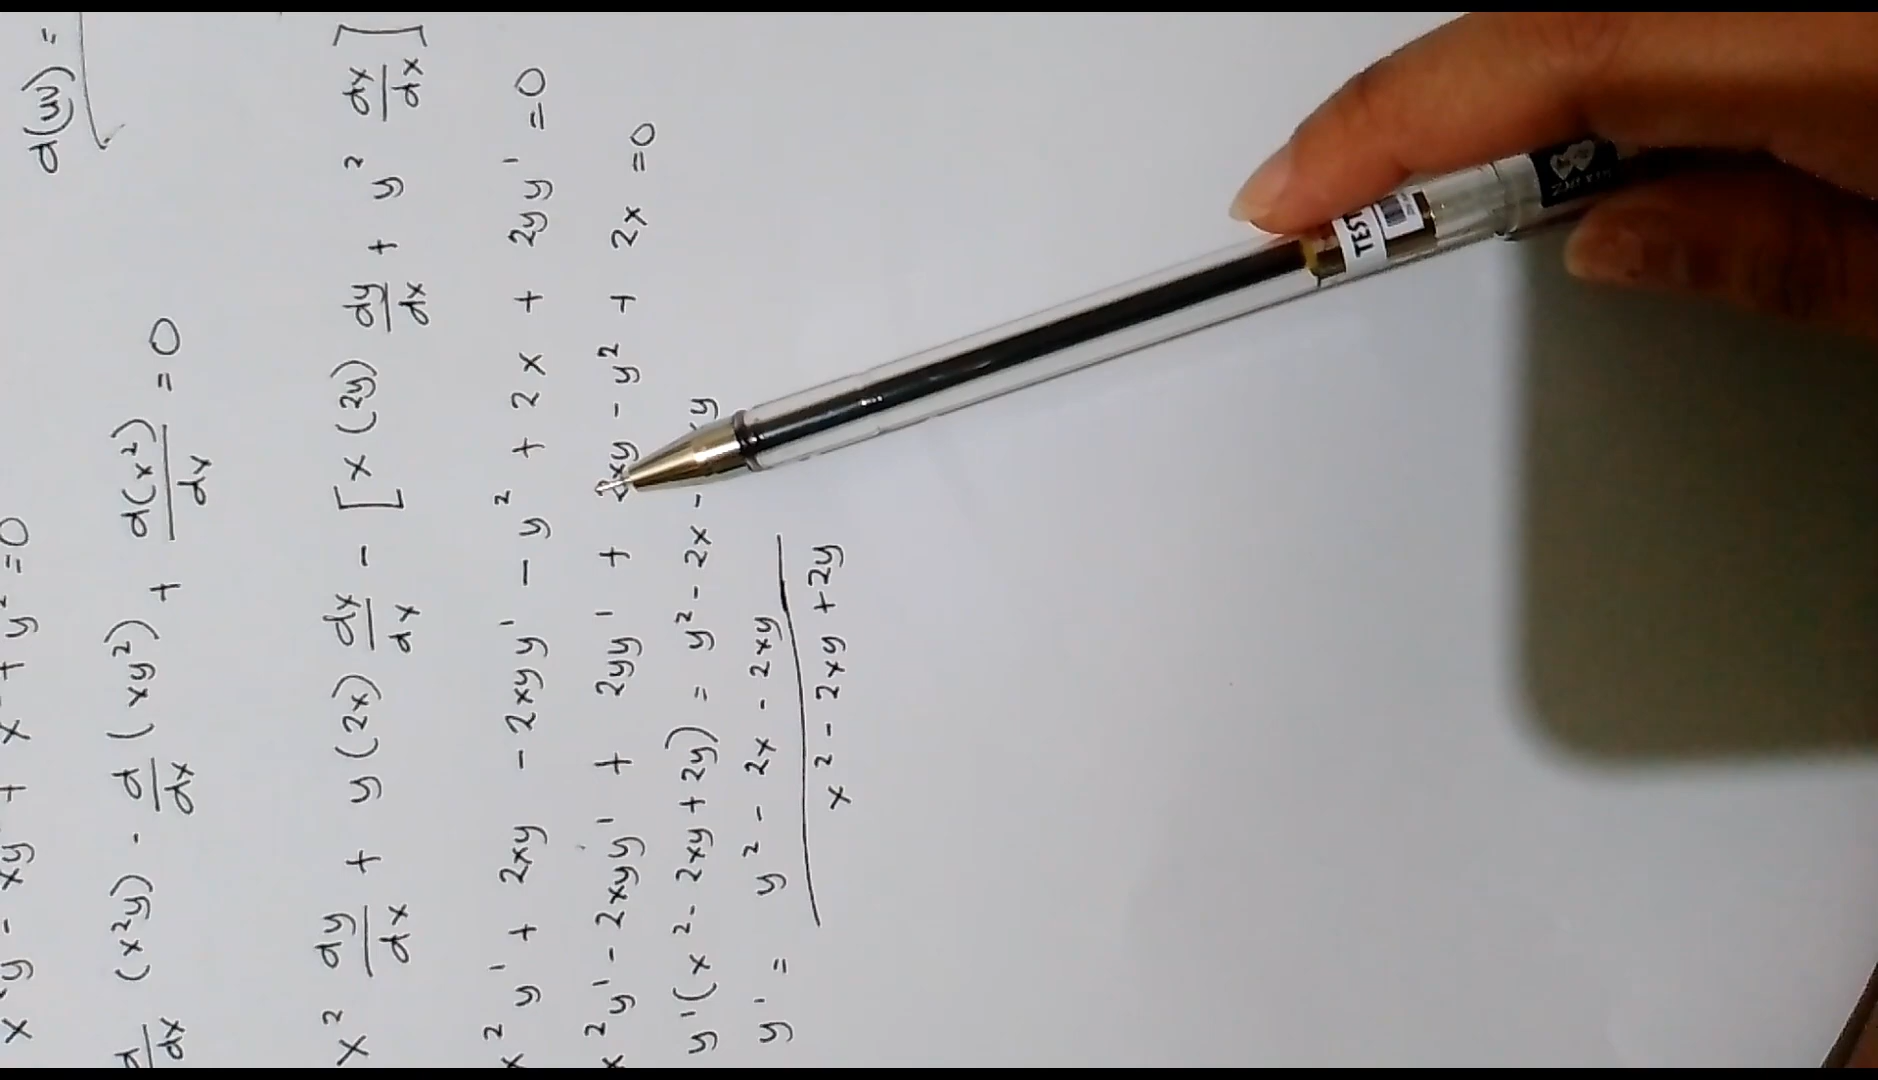 d(uv) =
x²y - xy² + x² + y² = 0
d/dx (x²y) - d/dx (xy²) + d(x²)/dx = 0
x² dy/dx + y(2x) dx/dx - [x(2y) dy/dx + y² dx/dx]
x²y' + 2xy - 2xyy' - y² + 2x + 2yy' = 0
x²y' - 2xyy' + 2yy' + 2xy - y² + 2x = 0
y'(x² - 2xy + 2y) = y² - 2x - xy
y' = y² - 2x - 2xy / x² - 2xy + 2y
TEST